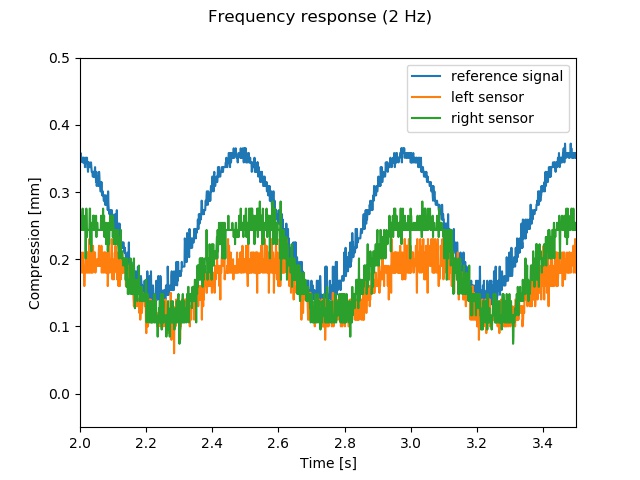 Frequency response (2 Hz)
reference signal
left sensor
right sensor
Compression [mm]
0.5
0.4
0.3
0.2
0.1
0.0
2.0 2.2 2.4 2.6 2.8 3.0 3.2 3.4
Time [s]